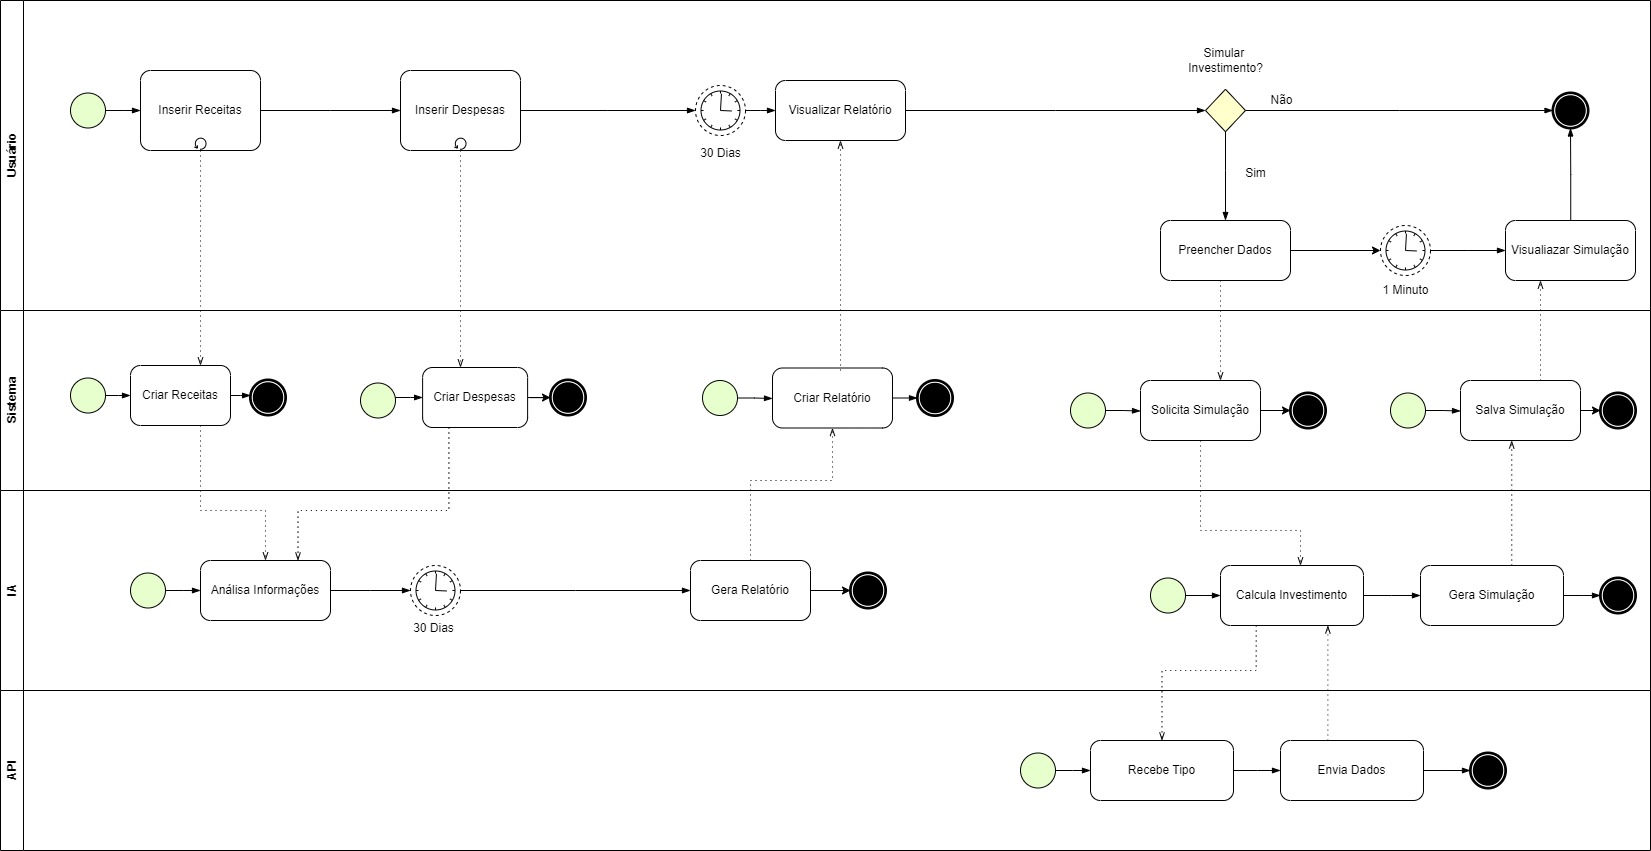 Usuário
Simular
Investimento?
Inserir Receitas
Inserir Despesas
Visualizar Relatório
Não
30 Dias
Sim
Preencher Dados
Visualiazar Simulação
1 Minuto
Sistema
Criar Receitas
Criar Despesas
Criar Relatório
Solicita Simulação
Salva Simulação
IA
Análisa Informações
30 Dias
Gera Relatório
Calcula Investimento
Gera Simulação
API
Recebe Tipo
Envia Dados